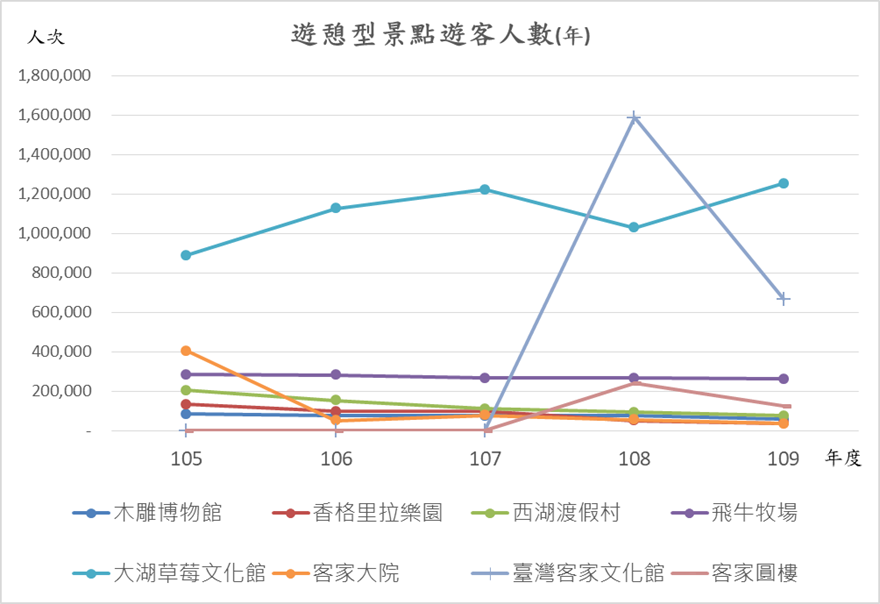 人次
遊憩型景點遊客人數(年)
1,800,000
1,600,000
1,400,000
1,200,000
1,000,000
800,000
600,000
400,000
200,000
-
105 106 107 108 109 年度
木雕博物館 香格里拉樂園 西湖渡假村 飛牛牧場
大湖草莓文化館 客家大院 臺灣客家文化館 客家圓樓